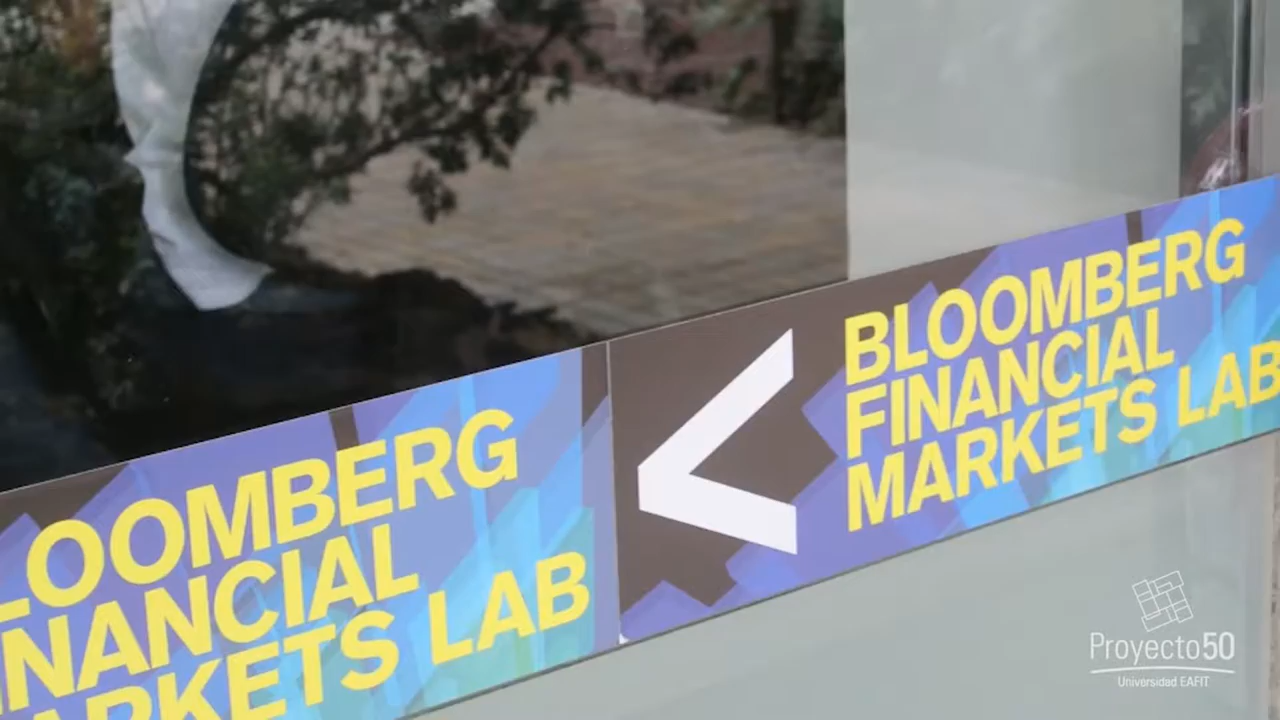 BLOOMBERG
FINANCIAL
MARKETS LAB
LOOMBERG
INANCIAL
ARKETS LAB
Proyecto50
Universidad EAFIT